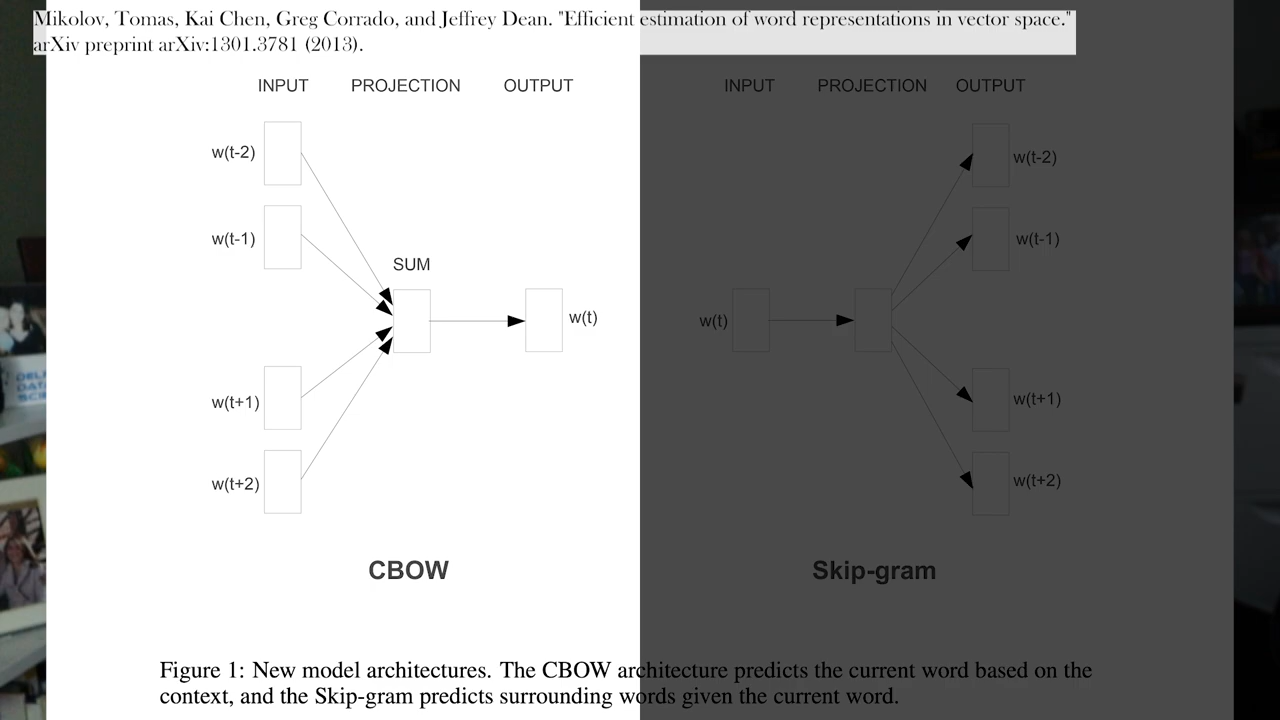 Mikolov, Tomas, Kai Chen, Greg Corrado, and Jeffrey Dean. "Efficient estimation of word representations in vector space."
arXiv preprint arXiv:1301.3781 (2013).
INPUT PROJECTION OUTPUT
w(t-2)
w(t-1)
SUM
w(t)
w(t+1)
w(t+2)
CBOW
INPUT PROJECTION OUTPUT
w(t-2)
w(t-1)
w(t)
w(t+1)
w(t+2)
Skip-gram
Figure 1: New model architectures. The CBOW architecture predicts the current word based on the
context, and the Skip-gram predicts surrounding words given the current word.